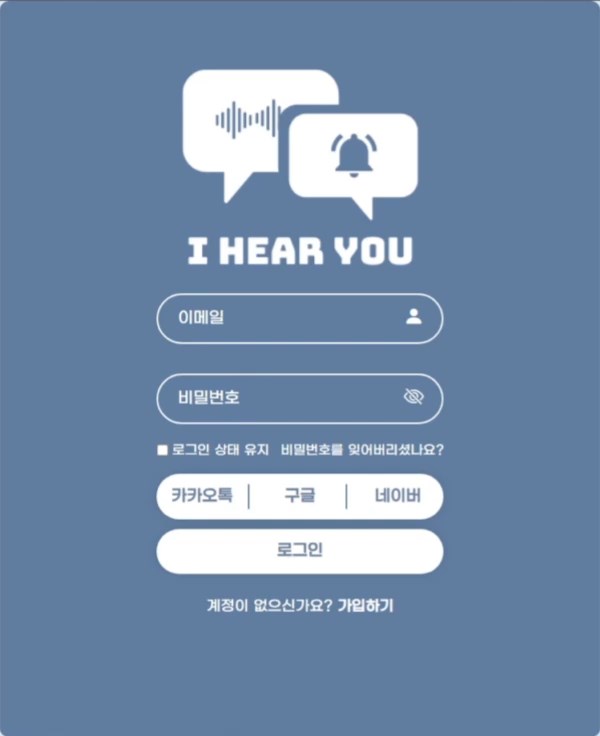 I HEAR YOU
이메일
비밀번호
로그인 상태 유지 비밀번호를 잊어버리셨나요?
카카오톡 구글 네이버
로그인
계정이 없으신가요? 가입하기